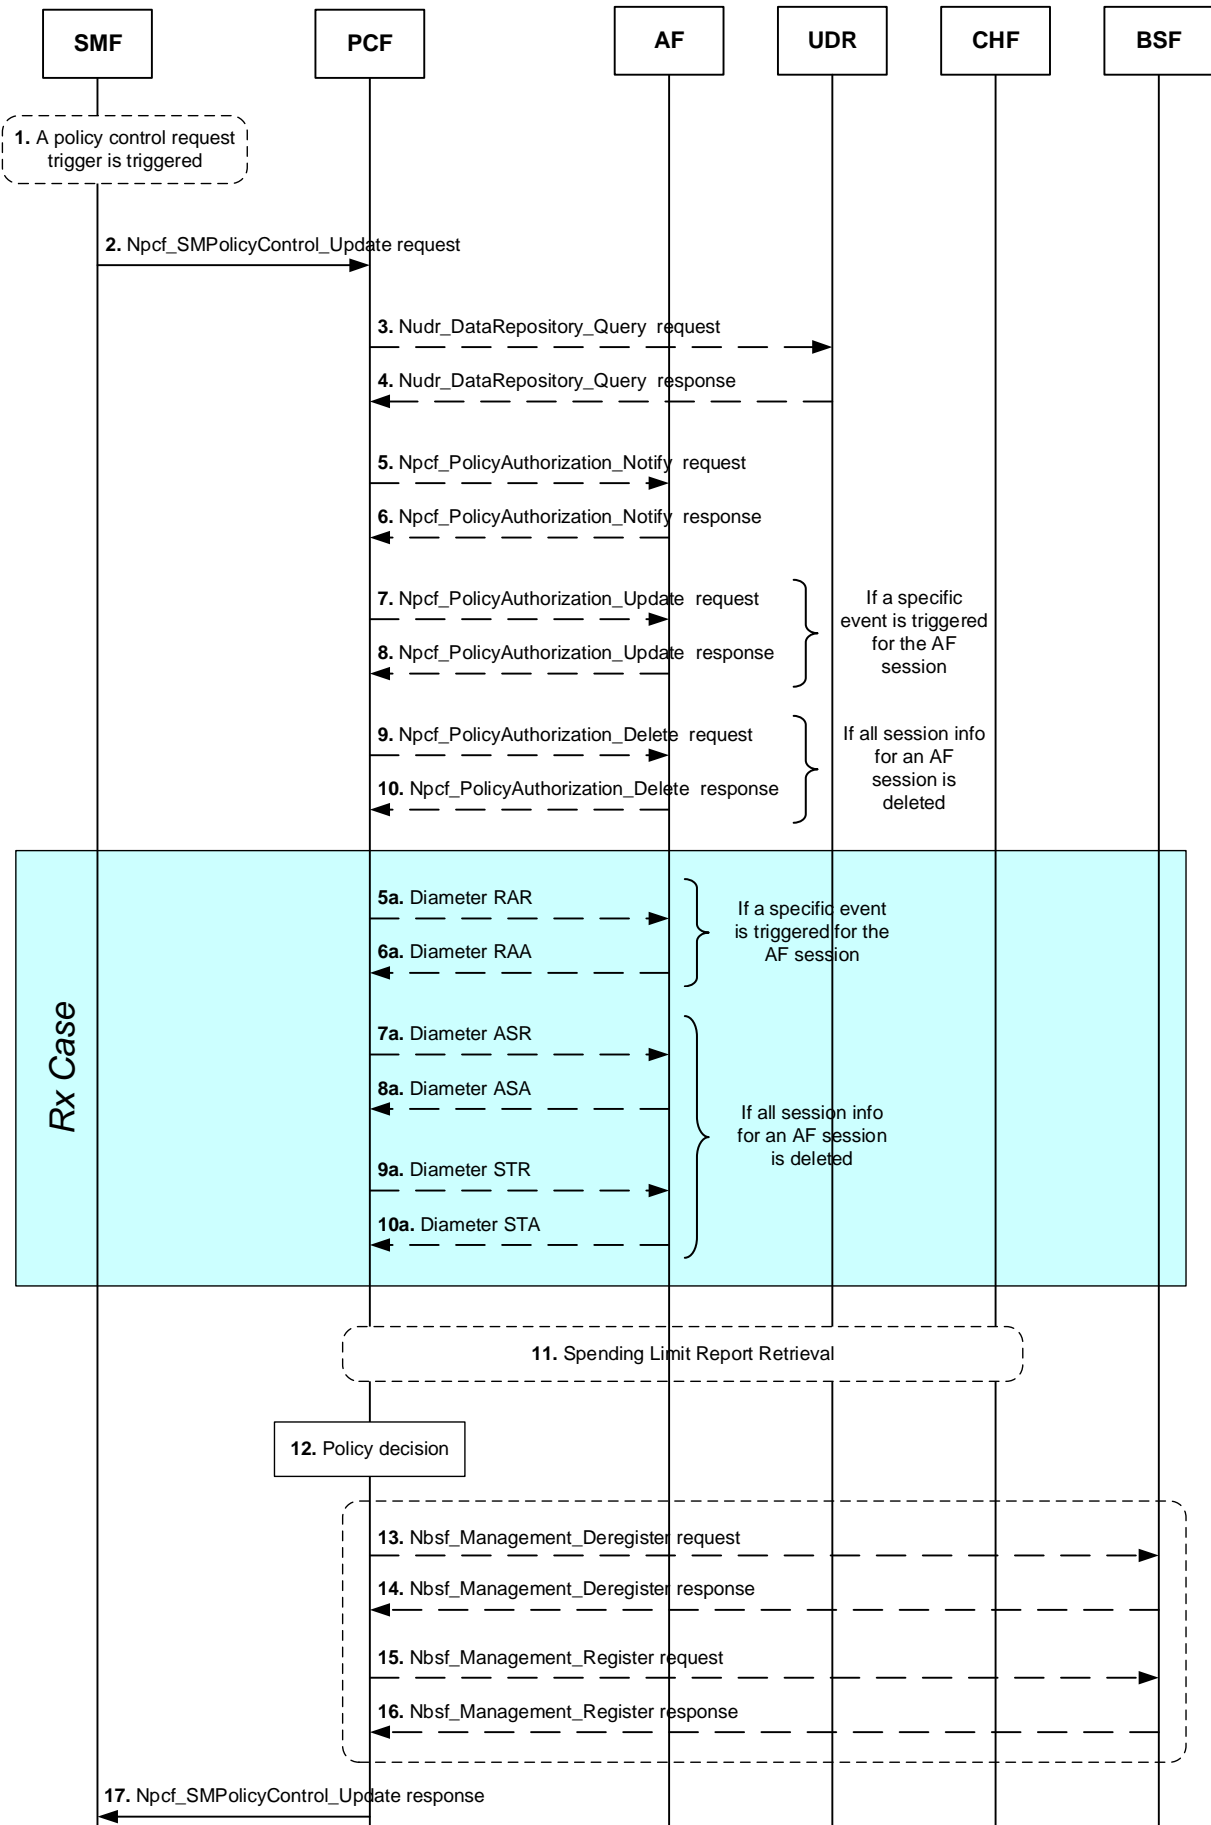 SMF
PCF
AF
UDR
CHF
BSF
1. A policy control request
trigger is triggered
2. Npcf_SMPolicyControl_Update request
3. Nudr_DataRepository_Query request
4. Nudr_DataRepository_Query response
5. Npcf_PolicyAuthorization_Notify request
6. Npcf_PolicyAuthorization_Notify response
7. Npcf_PolicyAuthorization_Update request
8. Npcf_PolicyAuthorization_Update response
If a specific
event is triggered
for the AF
session
9. Npcf_PolicyAuthorization_Delete request
10. Npcf_PolicyAuthorization_Delete response
If all session info
for an AF
session is
deleted
Rx Case
5a. Diameter RAR
6a. Diameter RAA
If a specific event
is triggered for the
AF session
7a. Diameter ASR
8a. Diameter ASA
9a. Diameter STR
10a. Diameter STA
If all session info
for an AF session
is deleted
11. Spending Limit Report Retrieval
12. Policy decision
13. Nbsf_Management_Deregister request
14. Nbsf_Management_Deregister response
15. Nbsf_Management_Register request
16. Nbsf_Management_Register response
17. Npcf_SMPolicyControl_Update response